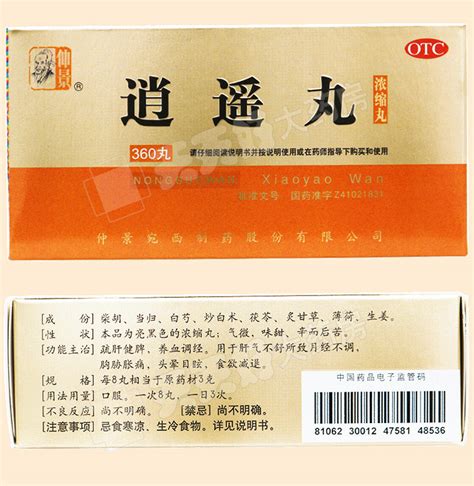 仲景
®
OTC
逍遥丸
浓缩丸
360丸
请仔细阅读说明书并按说明使用或在药师指导下购买和使用
Xiaoyao Wan
国药准字Z41021831
仲景宛西制药股份有限公司
[成 份] 柴胡、当归、白芍、炒白术、茯苓、炙甘草、薄荷、生姜。
[性 状] 本品为亮黑色的浓缩丸；气微，味甜、辛而后苦。
[功能主治] 疏肝健脾、养血调经。用于肝气不舒所致月经不调，
胸胁胀痛，头晕目眩，食欲减退。
[规 格] 每8丸相当于原药材3克
[用法用量] 口服。一次8丸，一日3次。
[不良反应] 尚不明确。 [禁忌] 尚不明确。
[注意事项] 忌食寒凉、生冷食物。详见说明书。
中国药品电子监管码
81062 30012 47581 48536